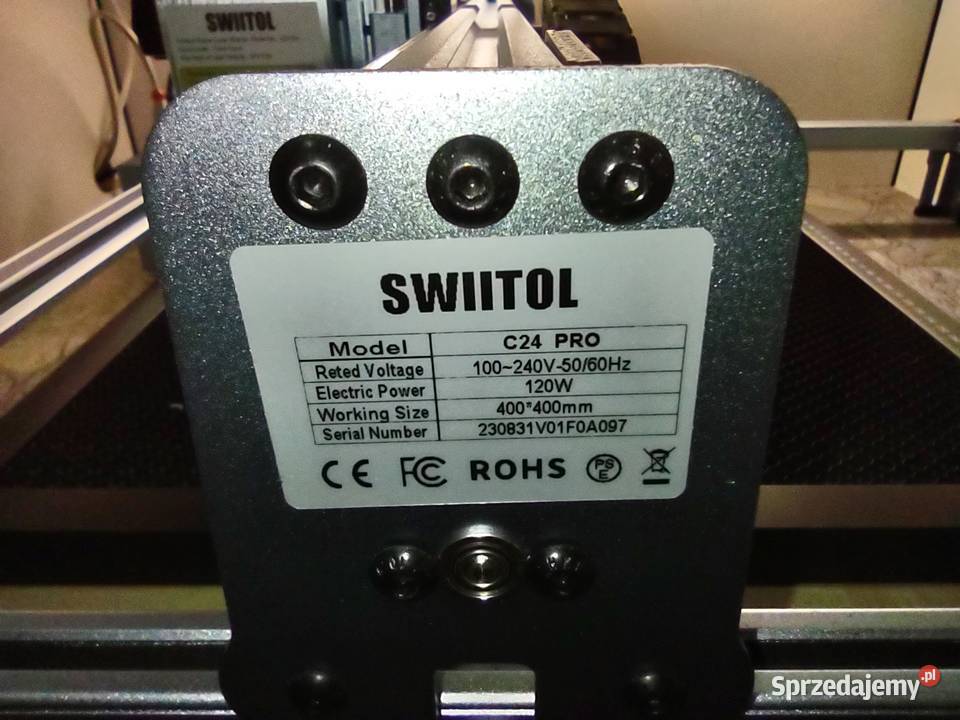 SWIITOL
SWIITOL
Model C24 PRO
Reted Voltage 100~240V-50/60Hz
Electric Power 120W
Working Size 400*400mm
Serial Number 230831V01F0A097
CE FC ROHS PS E
Sprzedajemy.pl